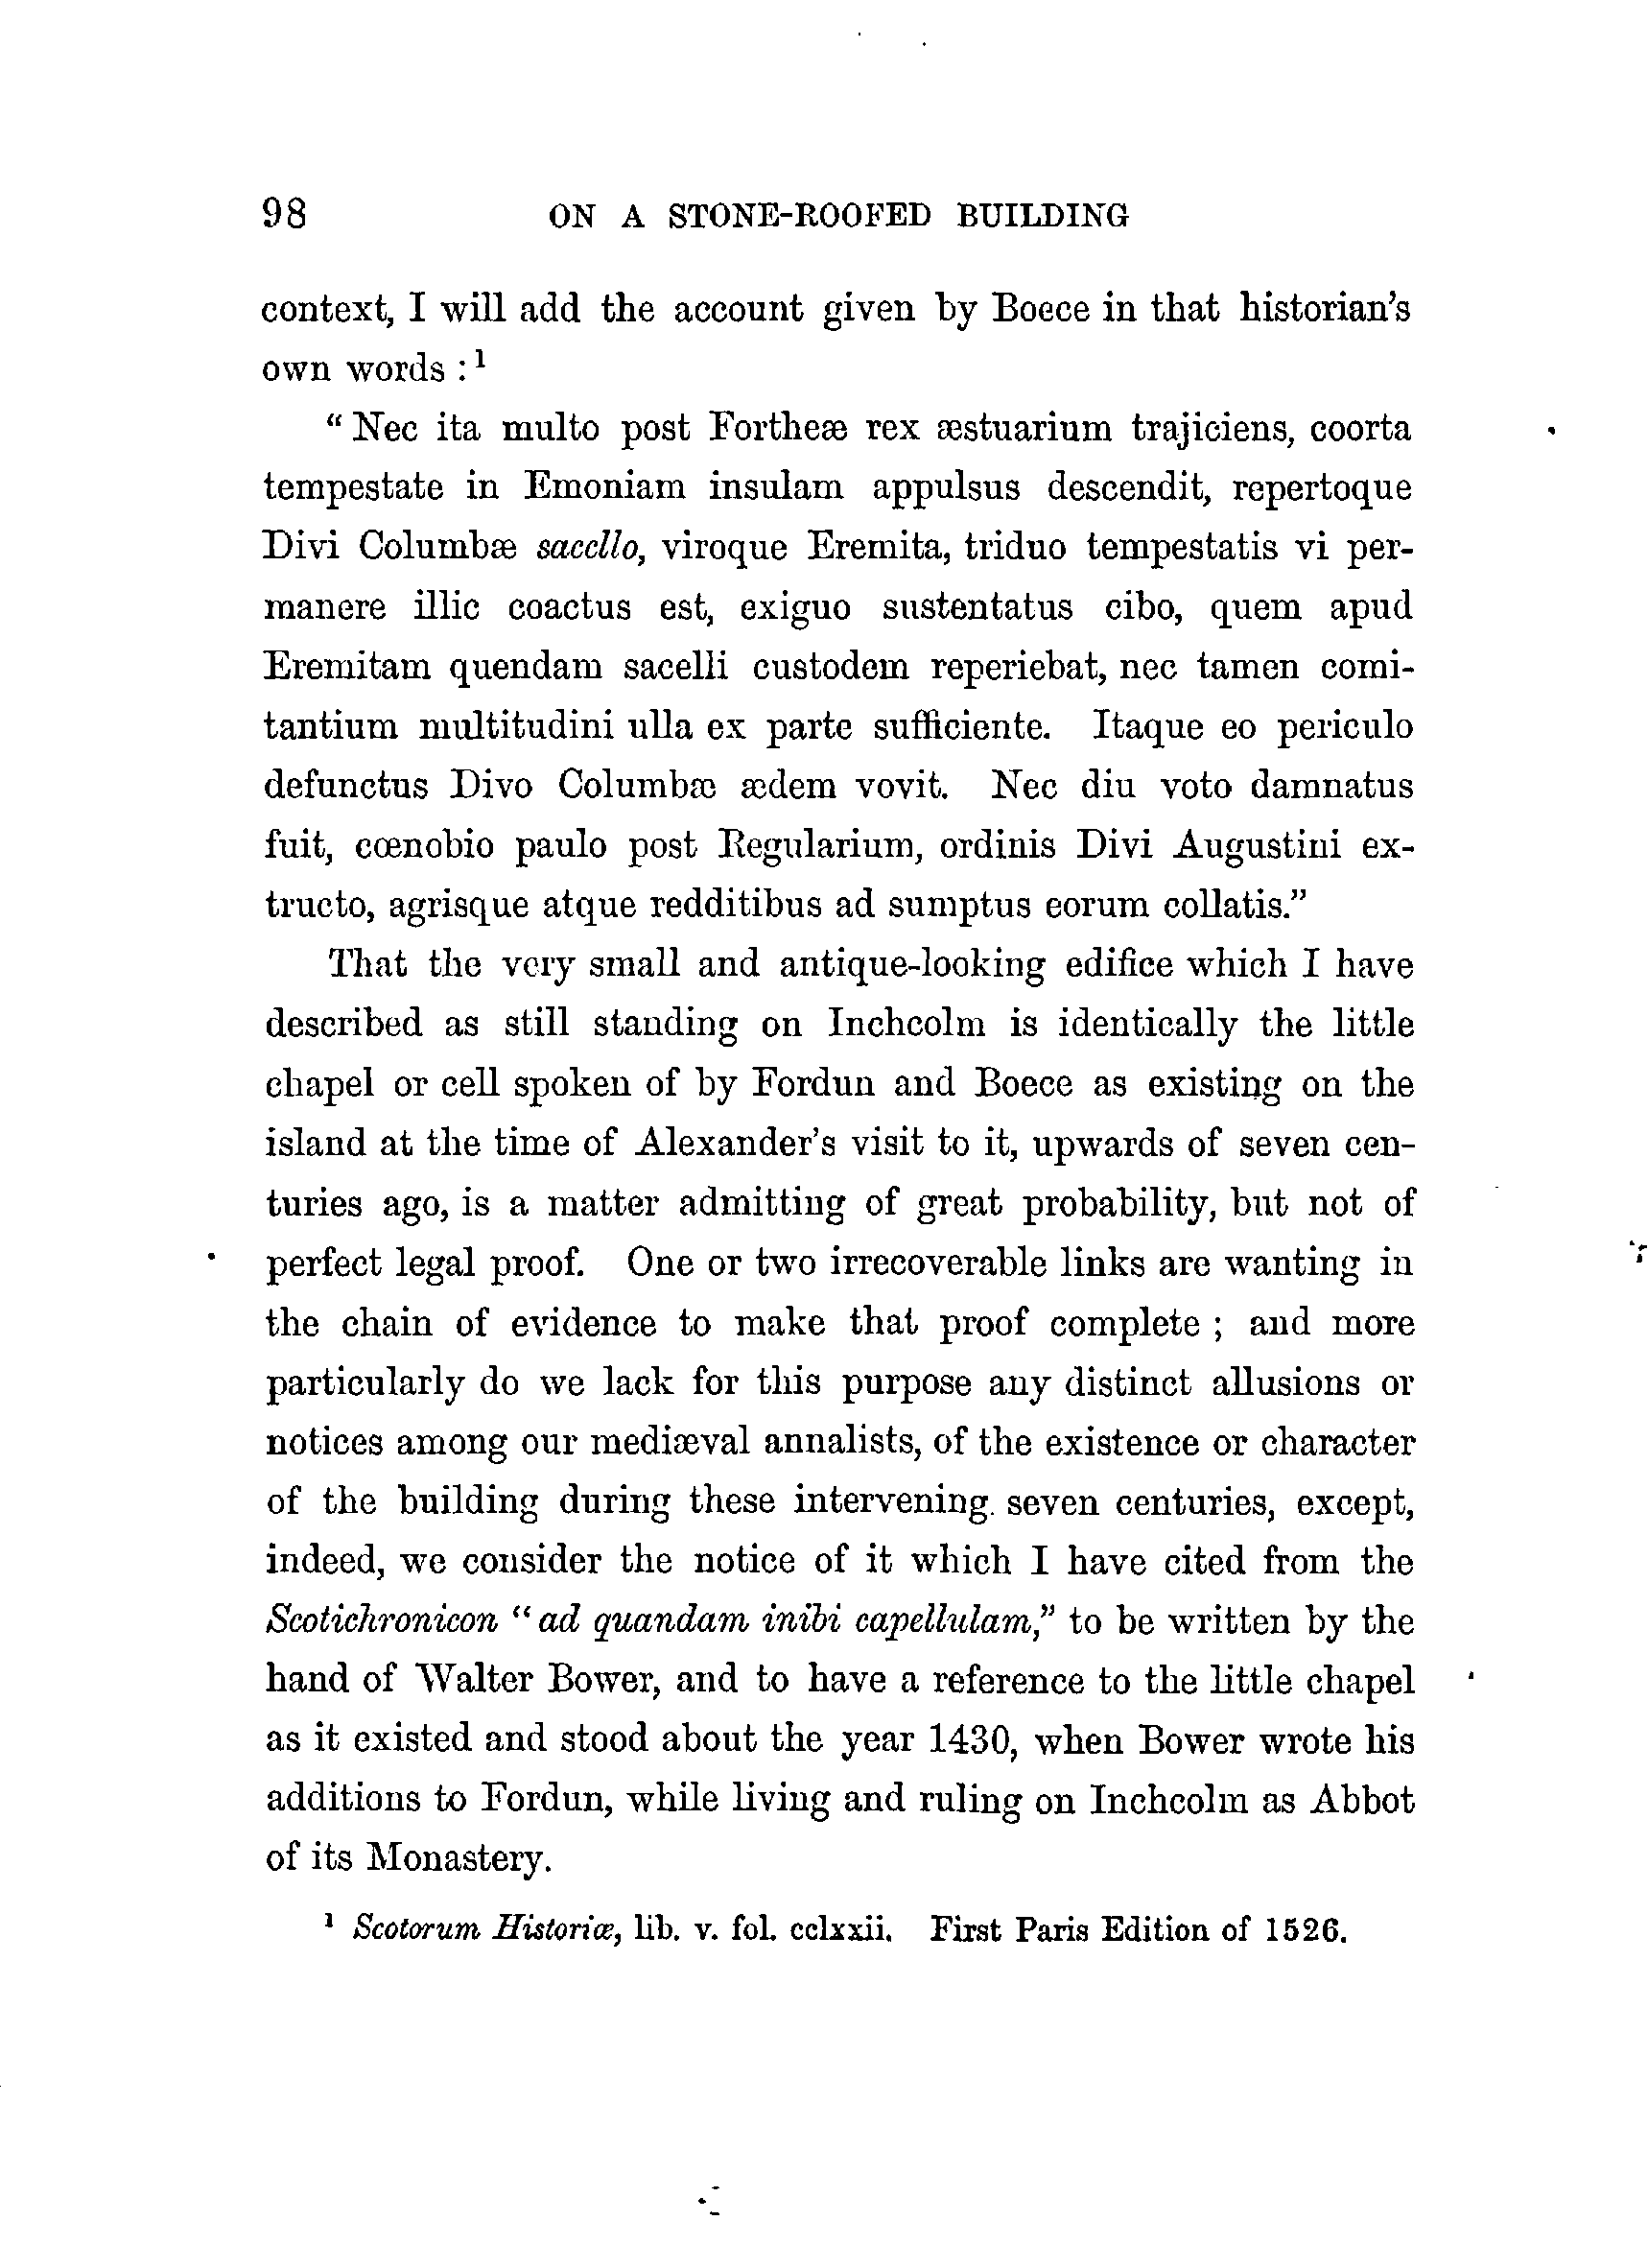 98 ON A STONE-ROOFED BUILDING
context, I will add the account given by Boece in that historian's
own words :¹
“ Nec ita multo post Fortheæ rex æstuarium trajiciens, coorta
tempestate in Emoniam insulam appulsus descendit, repertoque
Divi Columbæ sacello, viroque Eremita, triduo tempestatis vi per-
manere illic coactus est, exiguo sustentatus cibo, quem apud
Eremitam quendam sacelli custodem reperiebat, nec tamen comi-
tantium multitudini ulla ex parte sufficiente. Itaque eo periculo
defunctus Divo Columbæ ædem vovit. Nec diu voto damnatus
fuit, cœnobio paulo post Regularium, ordinis Divi Augustini ex-
tructo, agrisque atque redditibus ad sumptus eorum collatis.”
That the very small and antique-looking edifice which I have
described as still standing on Inchcolm is identically the little
chapel or cell spoken of by Fordun and Boece as existing on the
island at the time of Alexander's visit to it, upwards of seven cen-
turies ago, is a matter admitting of great probability, but not of
perfect legal proof. One or two irrecoverable links are wanting in
the chain of evidence to make that proof complete ; and more
particularly do we lack for this purpose any distinct allusions or
notices among our mediæval annalists, of the existence or character
of the building during these intervening. seven centuries, except,
indeed, we consider the notice of it which I have cited from the
Scotichronicon “ ad quandam inibi capellulam,” to be written by the
hand of Walter Bower, and to have a reference to the little chapel
as it existed and stood about the year 1430, when Bower wrote his
additions to Fordun, while living and ruling on Inchcolm as Abbot
of its Monastery.
¹ Scotorum Historiæ, lib. v. fol. cclxxii. First Paris Edition of 1526.